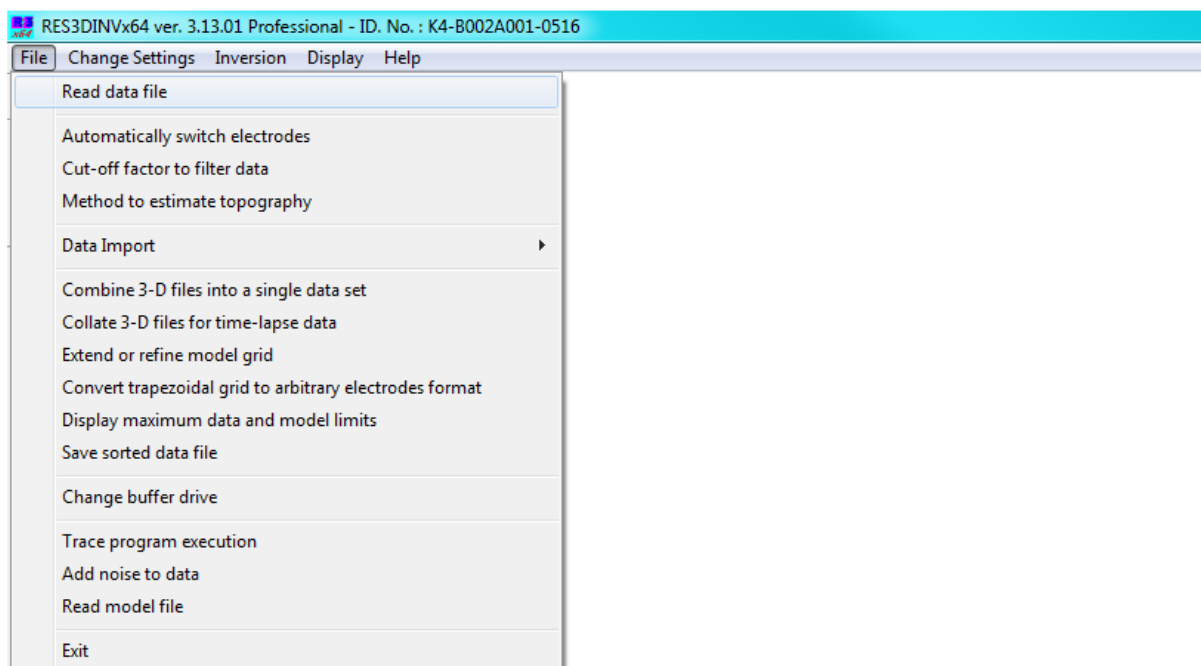 RES3DINVx64 ver. 3.13.01 Professional - ID. No. : K4-B002A001-0516
File Change Settings Inversion Display Help
Read data file
Automatically switch electrodes
Cut-off factor to filter data
Method to estimate topography
Data Import
Combine 3-D files into a single data set
Collate 3-D files for time-lapse data
Extend or refine model grid
Convert trapezoidal grid to arbitrary electrodes format
Display maximum data and model limits
Save sorted data file
Change buffer drive
Trace program execution
Add noise to data
Read model file
Exit